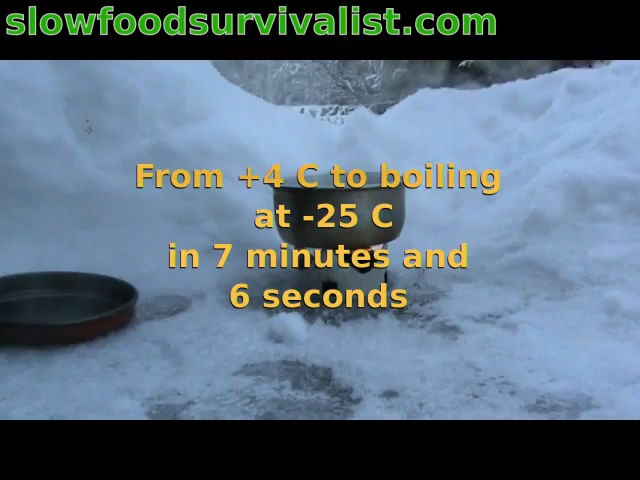 slowfoodsurvivalist.com
From +4 C to boiling
at -25 C
in 7 minutes and
6 seconds